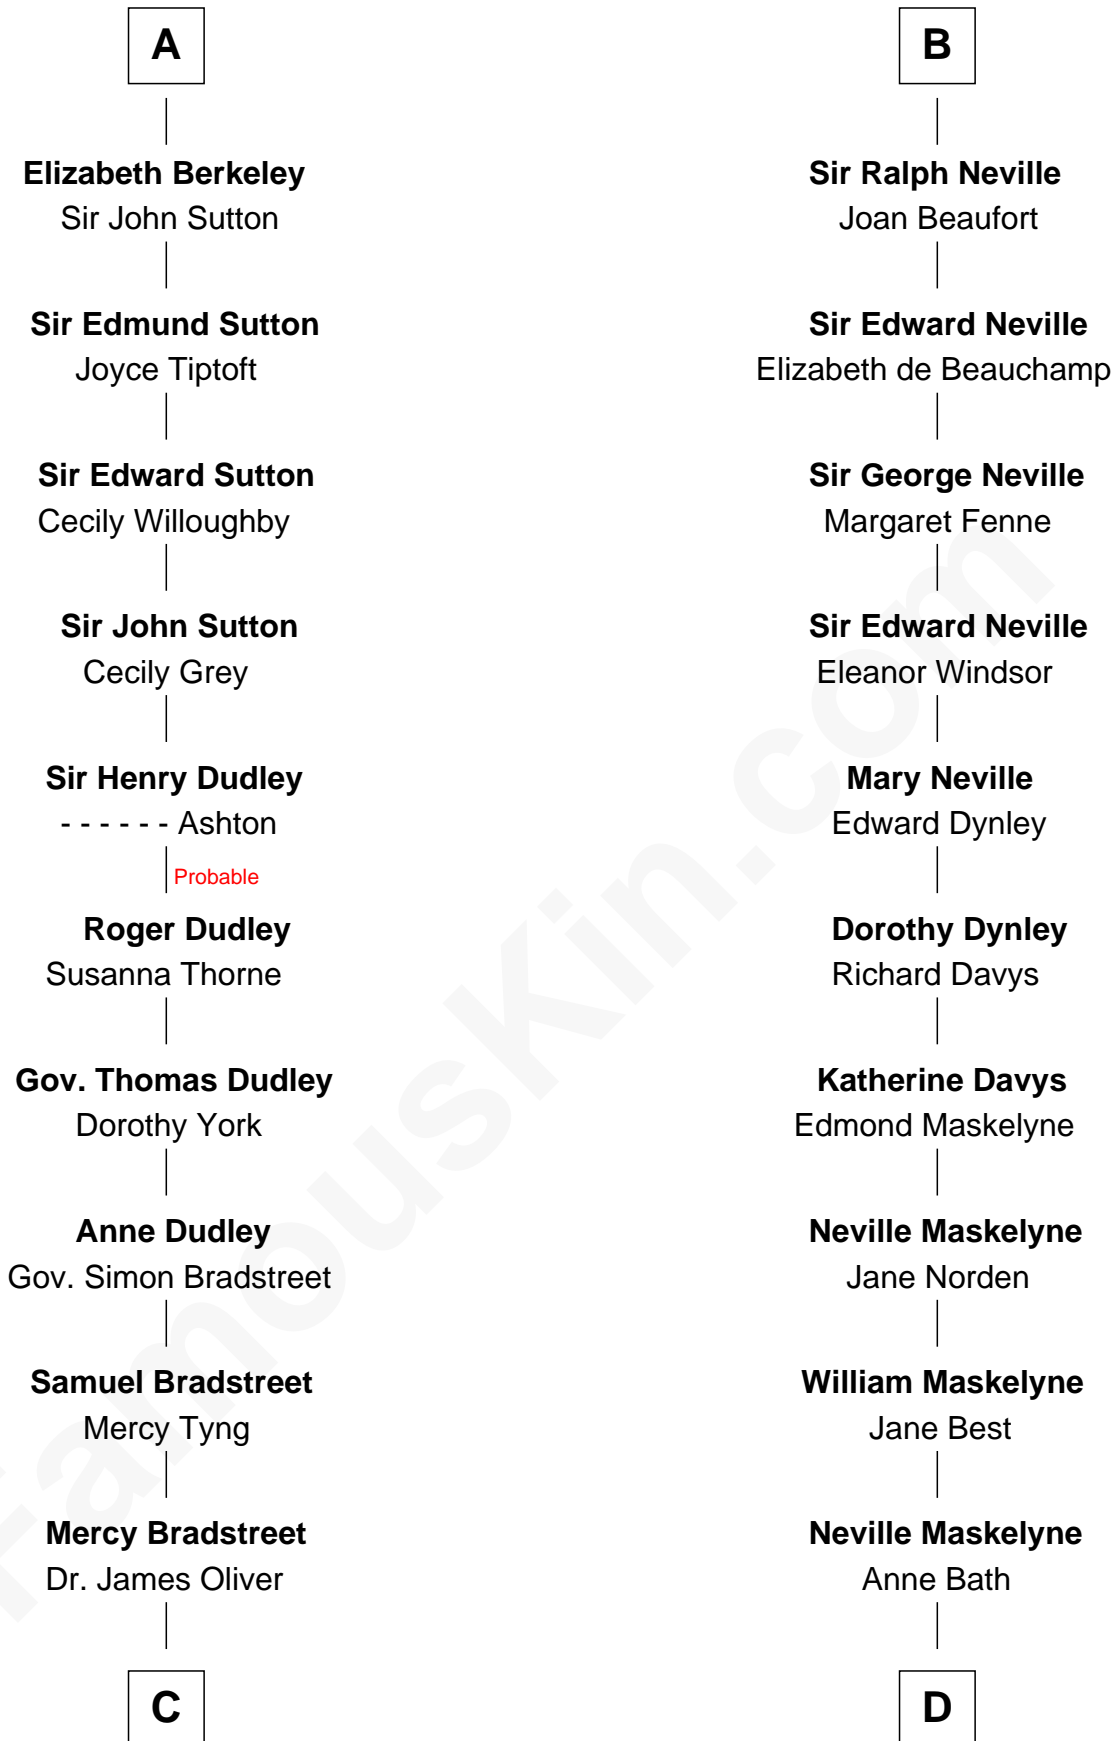 A
Elizabeth Berkeley
Sir John Sutton
Sir Edmund Sutton
Joyce Tiptoft
Sir Edward Sutton
Cecily Willoughby
Sir John Sutton
Cecily Grey
Sir Henry Dudley
- - - - - - Ashton
Probable
Roger Dudley
Susanna Thorne
Gov. Thomas Dudley
Dorothy York
Anne Dudley
Gov. Simon Bradstreet
Samuel Bradstreet
Mercy Tyng
Mercy Bradstreet
Dr. James Oliver
C
B
Sir Ralph Neville
Joan Beaufort
Sir Edward Neville
Elizabeth de Beauchamp
Sir George Neville
Margaret Fenne
Sir Edward Neville
Eleanor Windsor
Mary Neville
Edward Dynley
Dorothy Dynley
Richard Davys
Katherine Davys
Edmond Maskelyne
Neville Maskelyne
Jane Norden
William Maskelyne
Jane Best
Neville Maskelyne
Anne Bath
D
FamousKin.com